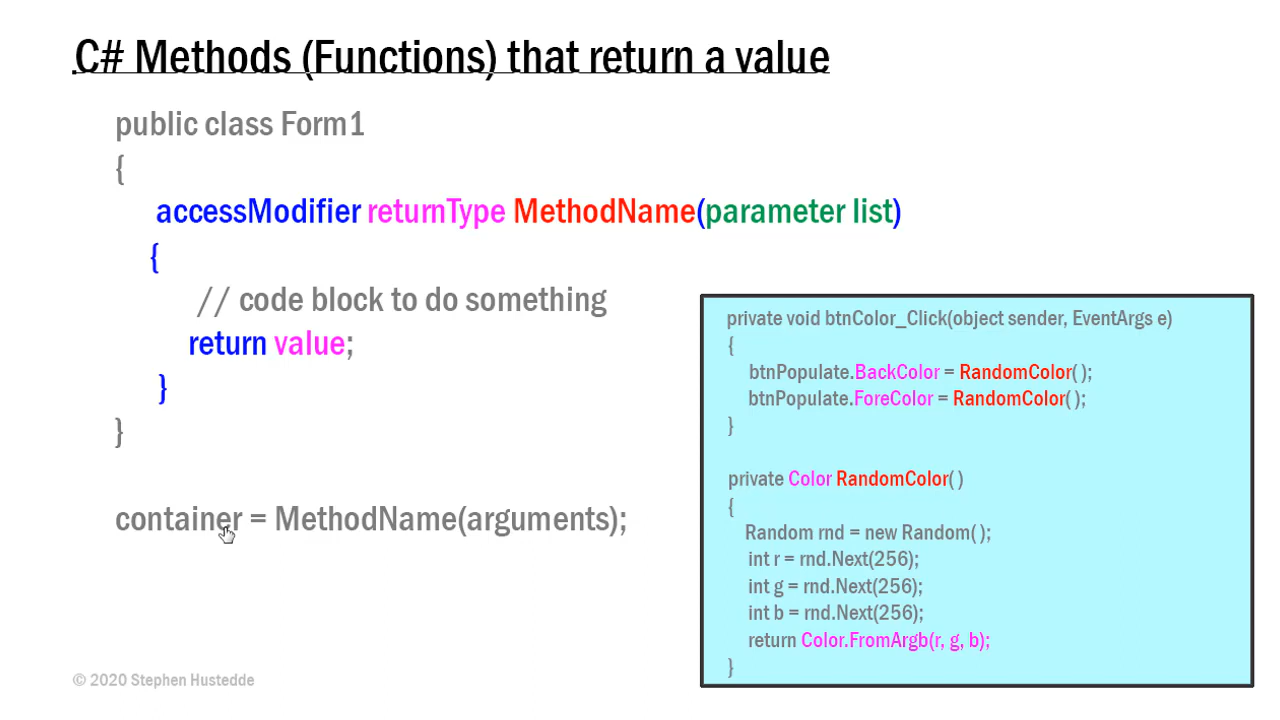 C# Methods (Functions) that return a value
public class Form1
{
accessModifier returnType MethodName(parameter list)
{
// code block to do something
return value;
}
}
container = MethodName(arguments);
private void btnColor_Click(object sender, EventArgs e)
{
btnPopulate.BackColor = RandomColor( );
btnPopulate.ForeColor = RandomColor( );
}
private Color RandomColor( )
{
Random rnd = new Random( );
int r = rnd.Next(256);
int g = rnd.Next(256);
int b = rnd.Next(256);
return Color.FromArgb(r, g, b);
}
© 2020 Stephen Hustedde